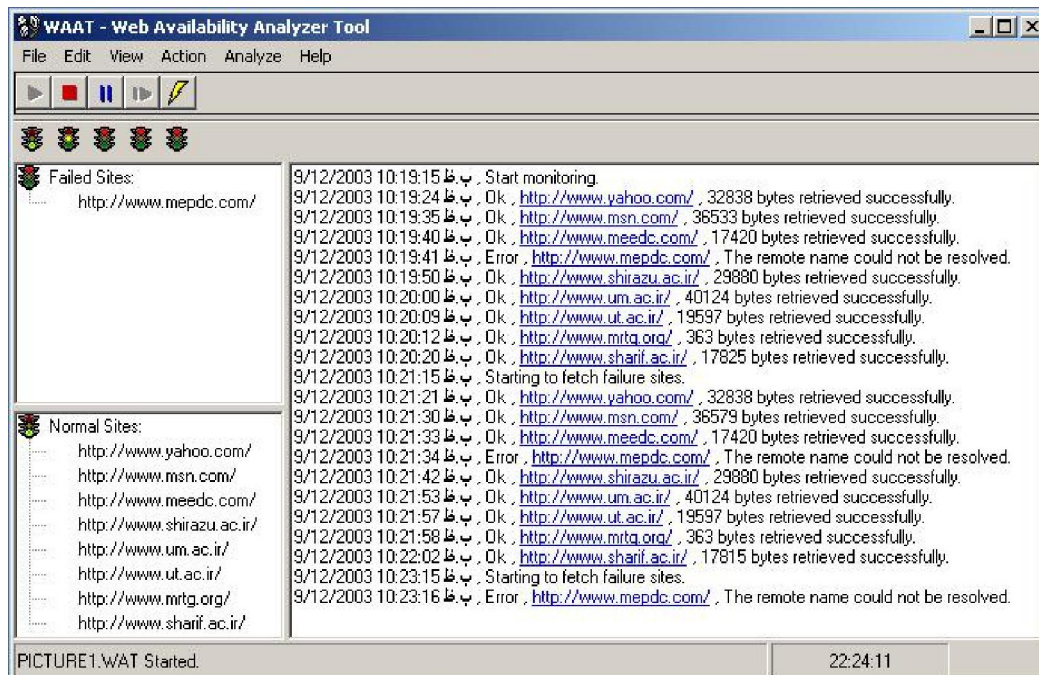 WAAT - Web Availability Analyzer Tool
File Edit View Action Analyze Help
Failed Sites:
http://www.mepdc.com/
Normal Sites:
http://www.yahoo.com/
http://www.msn.com/
http://www.meedc.com/
http://www.shirazu.ac.ir/
http://www.um.ac.ir/
http://www.ut.ac.ir/
http://www.mrtg.org/
http://www.sharif.ac.ir/
9/12/2003 10:19:15 ب.ظ , Start monitoring.
9/12/2003 10:19:24 ب.ظ , Ok , http://www.yahoo.com/ , 32838 bytes retrieved successfully.
9/12/2003 10:19:35 ب.ظ , Ok , http://www.msn.com/ , 36533 bytes retrieved successfully.
9/12/2003 10:19:40 ب.ظ , Ok , http://www.meedc.com/ , 17420 bytes retrieved successfully.
9/12/2003 10:19:41 ب.ظ , Error , http://www.mepdc.com/ , The remote name could not be resolved.
9/12/2003 10:19:50 ب.ظ , Ok , http://www.shirazu.ac.ir/ , 29880 bytes retrieved successfully.
9/12/2003 10:20:00 ب.ظ , Ok , http://www.um.ac.ir/ , 40124 bytes retrieved successfully.
9/12/2003 10:20:09 ب.ظ , Ok , http://www.ut.ac.ir/ , 19597 bytes retrieved successfully.
9/12/2003 10:20:12 ب.ظ , Ok , http://www.mrtg.org/ , 363 bytes retrieved successfully.
9/12/2003 10:20:20 ب.ظ , Ok , http://www.sharif.ac.ir/ , 17825 bytes retrieved successfully.
9/12/2003 10:21:15 ب.ظ , Starting to fetch failure sites.
9/12/2003 10:21:21 ب.ظ , Ok , http://www.yahoo.com/ , 32838 bytes retrieved successfully.
9/12/2003 10:21:30 ب.ظ , Ok , http://www.msn.com/ , 36579 bytes retrieved successfully.
9/12/2003 10:21:33 ب.ظ , Ok , http://www.meedc.com/ , 17420 bytes retrieved successfully.
9/12/2003 10:21:34 ب.ظ , Error , http://www.mepdc.com/ , The remote name could not be resolved.
9/12/2003 10:21:42 ب.ظ , Ok , http://www.shirazu.ac.ir/ , 29880 bytes retrieved successfully.
9/12/2003 10:21:53 ب.ظ , Ok , http://www.um.ac.ir/ , 40124 bytes retrieved successfully.
9/12/2003 10:21:57 ب.ظ , Ok , http://www.ut.ac.ir/ , 19597 bytes retrieved successfully.
9/12/2003 10:21:58 ب.ظ , Ok , http://www.mrtg.org/ , 363 bytes retrieved successfully.
9/12/2003 10:22:02 ب.ظ , Ok , http://www.sharif.ac.ir/ , 17815 bytes retrieved successfully.
9/12/2003 10:23:15 ب.ظ , Starting to fetch failure sites.
9/12/2003 10:23:16 ب.ظ , Error , http://www.mepdc.com/ , The remote name could not be resolved.
PICTURE1.WAT Started.
22:24:11